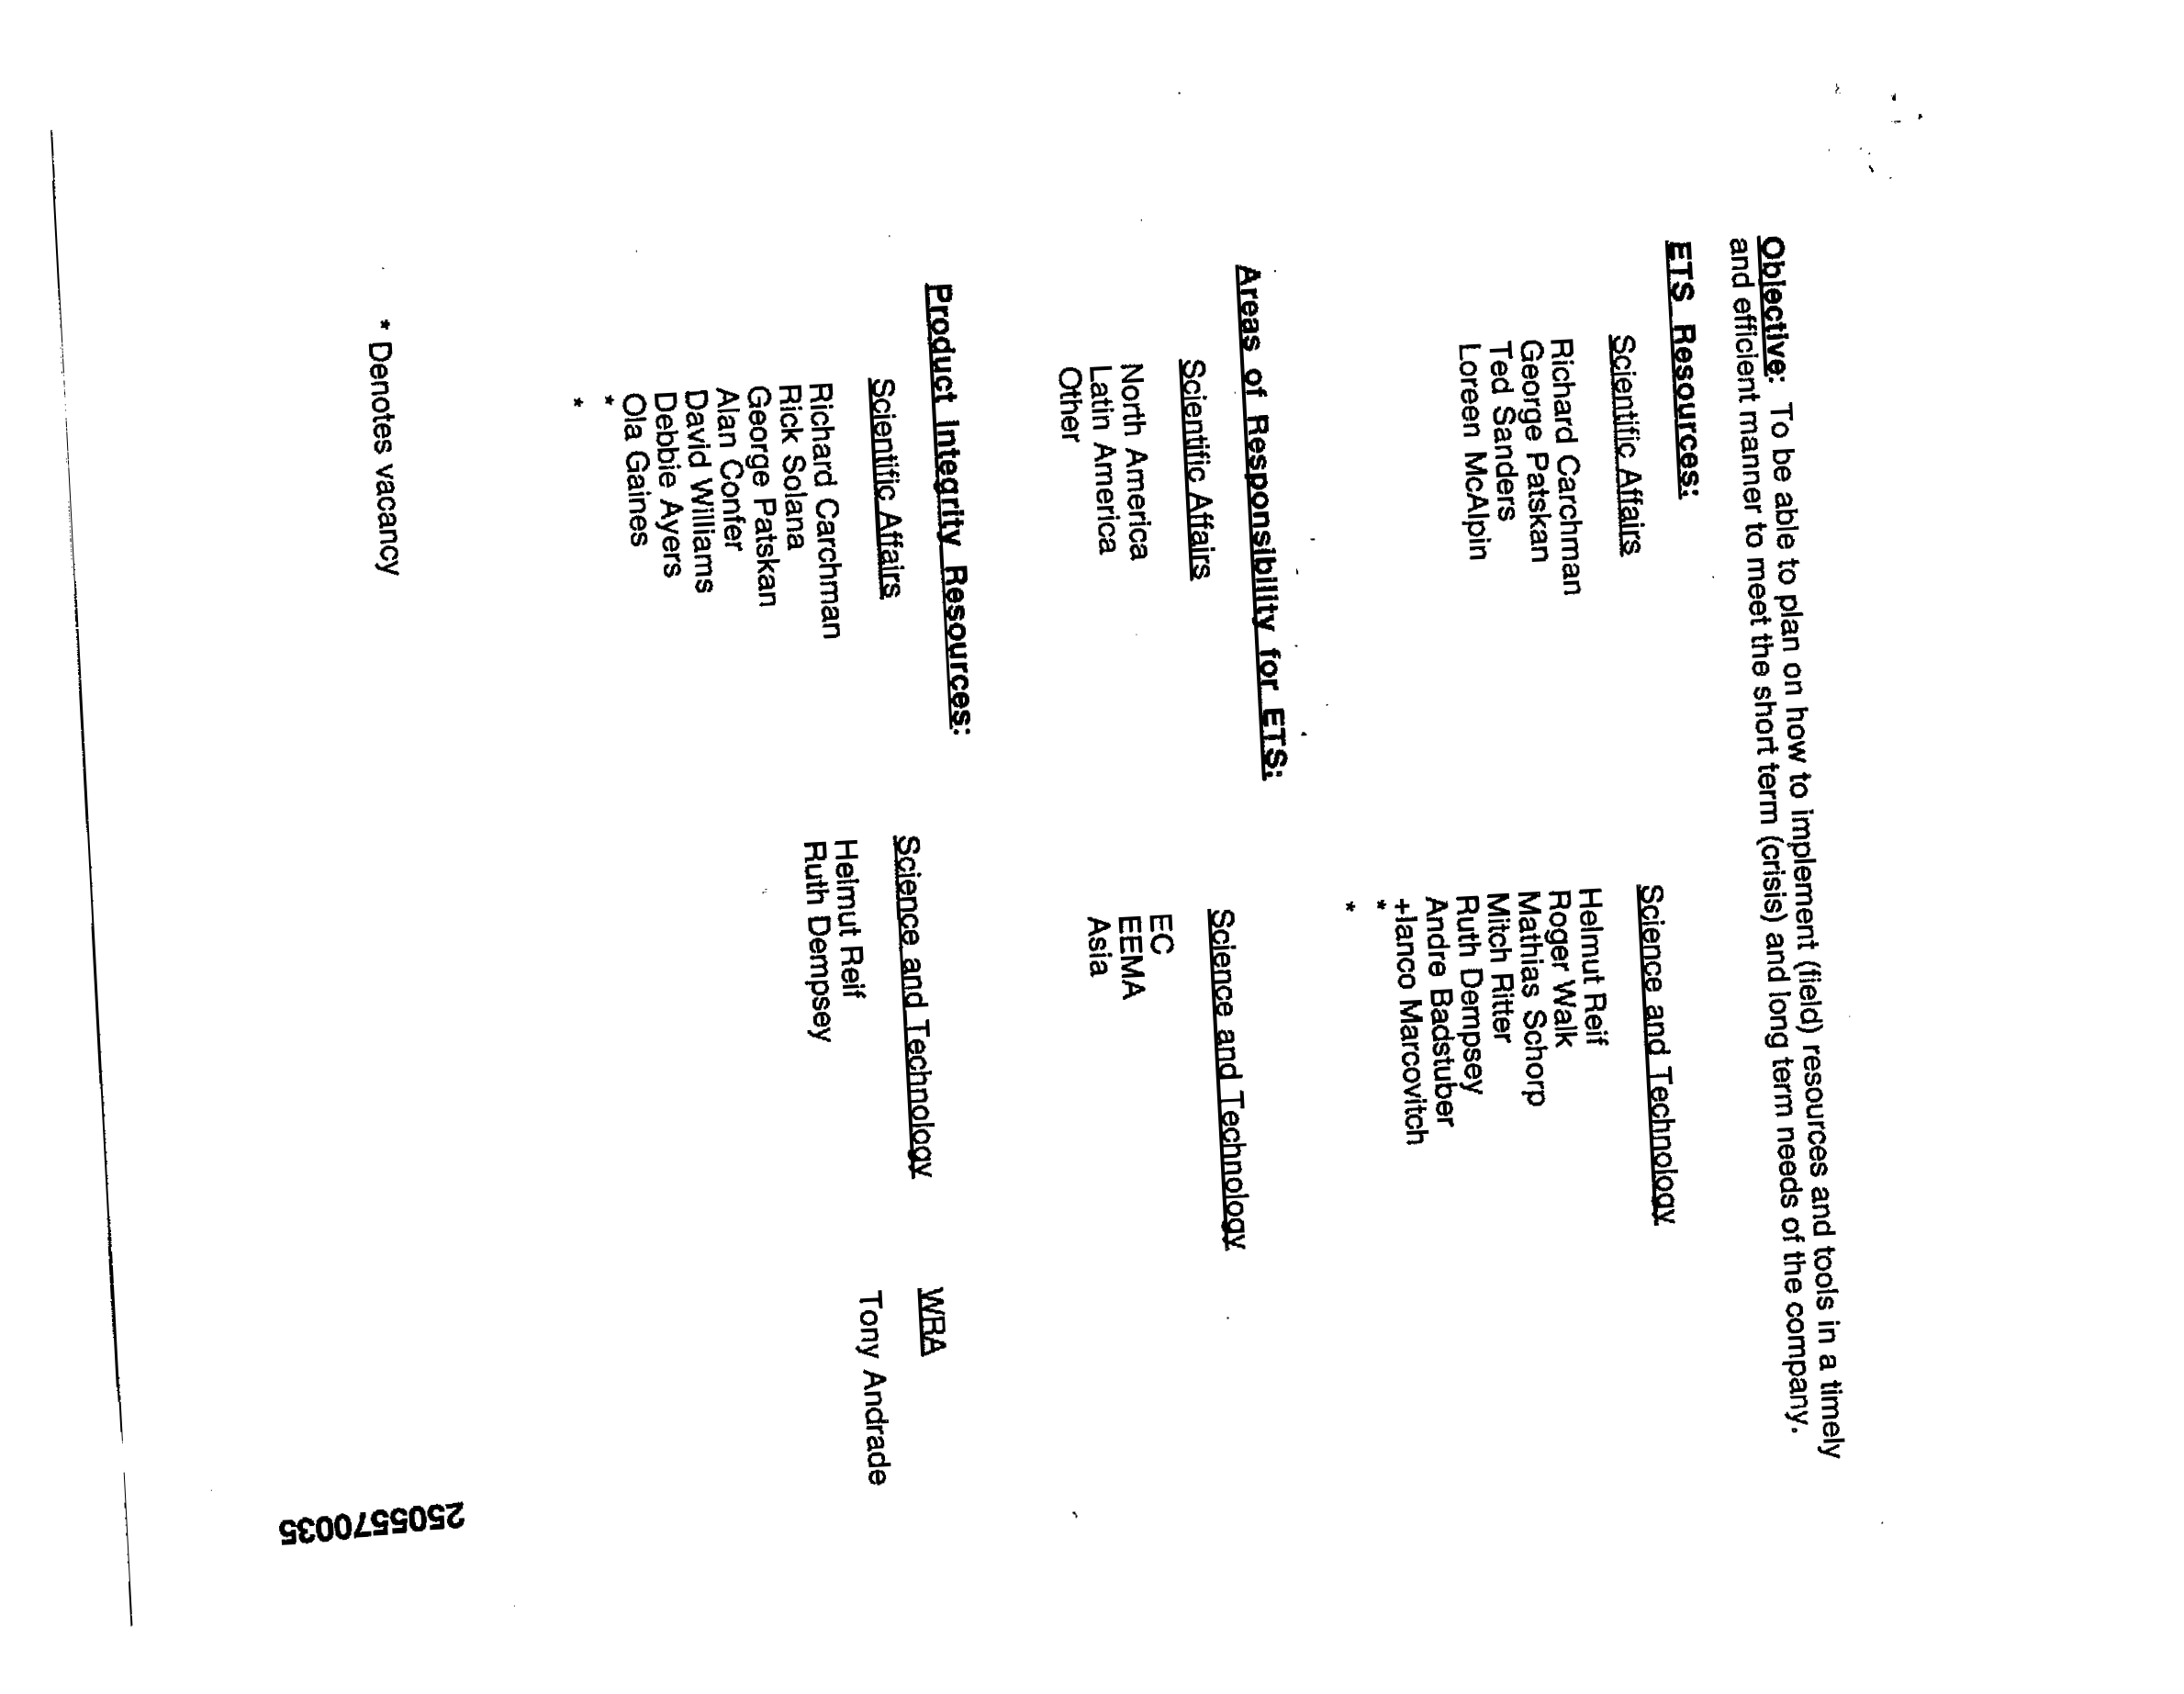 Objective: To be able to plan on how to implement (field) resources and tools in a timely
and efficient manner to meet the short term (crisis) and long term needs of the company.
ETS Resources:
Scientific Affairs
Richard Carchman
George Patskan
Ted Sanders
Loreen McAlpin
Science and Technology
Helmut Reif
Roger Walk
Mathias Schorp
Mitch Ritter
Ruth Dempsey
Andre Badstuber
+Ianco Marcovitch
*
*
Areas of Responsibility for ETS:
Scientific Affairs
North America
Latin America
Other
Science and Technology
EC
EEMA
Asia
Product Integrity Resources:
Scientific Affairs
Richard Carchman
Rick Solana
George Patskan
Alan Confer
David Williams
Debbie Ayers
Ola Gaines
*
*
Science and Technology
Helmut Reif
Ruth Dempsey
WRA
Tony Andrade
* Denotes vacancy
2505570035